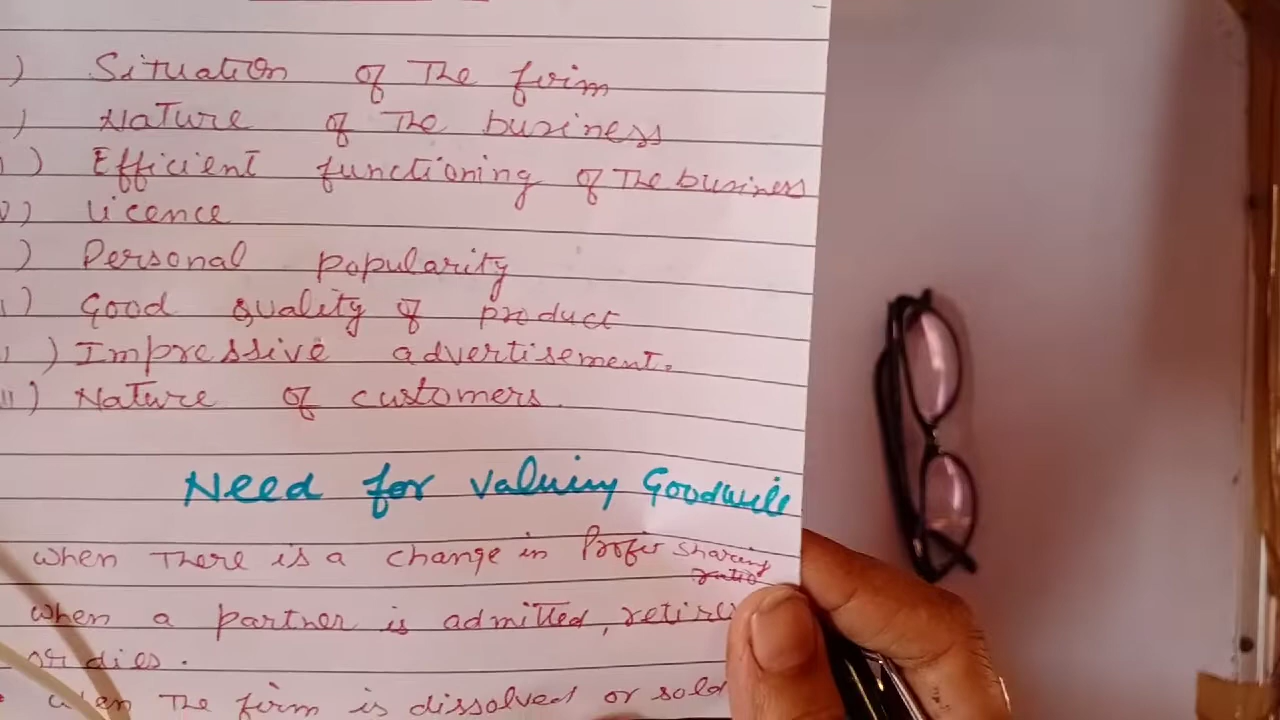 ) Situation of The firm
) Nature of The business
) Efficient functioning of The business
) Licence
) Personal popularity
) Good Quality of product
) Impressive advertisement.
) Nature of customers.
Need for valuing Goodwill
when There is a change in Profit sharing
ratio
when a partner is admitted, retires
or dies.
when The firm is dissolved or sold